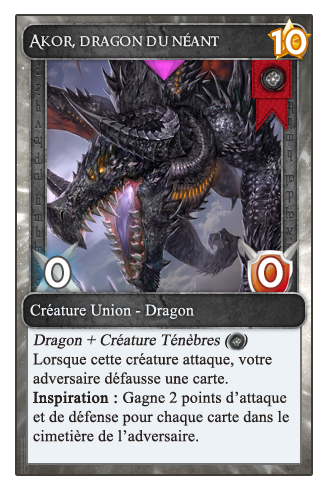 Akor, dragon du néant
10
0
0
Créature Union - Dragon
Dragon + Créature Ténèbres ( )
Lorsque cette créature attaque, votre
adversaire défausse une carte.
Inspiration : Gagne 2 points d’attaque
et de défense pour chaque carte dans le
cimetière de l’adversaire.